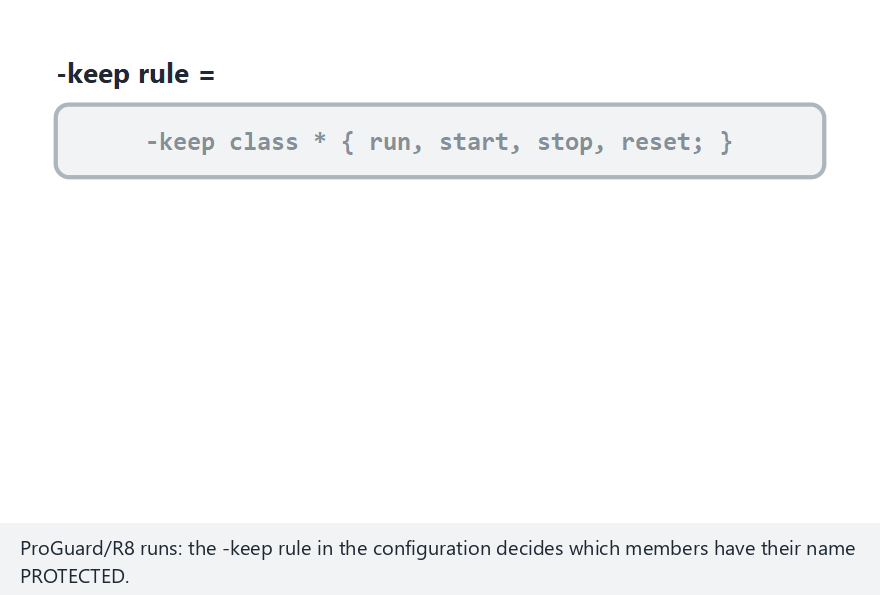 -keep rule =
-keep class * { run, start, stop, reset; }
ProGuard/R8 runs: the -keep rule in the configuration decides which members have their name
PROTECTED.